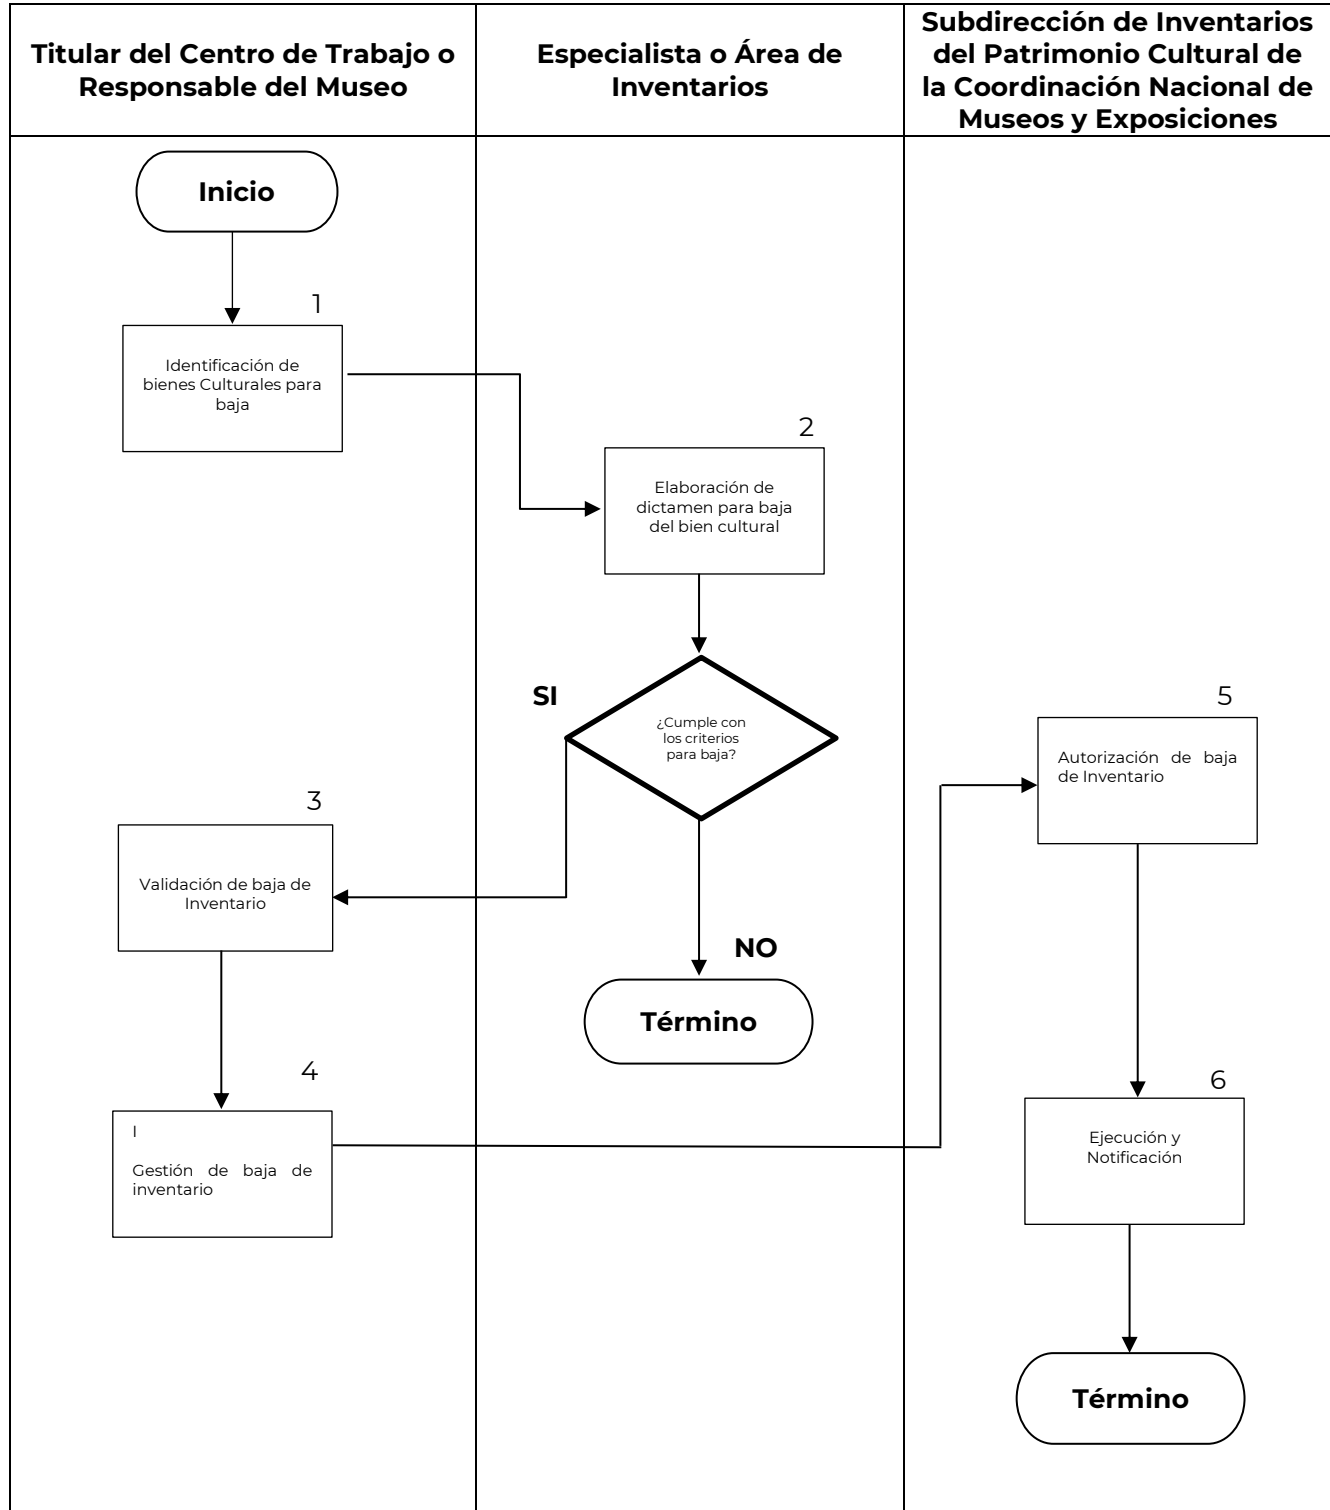 Titular del Centro de Trabajo o
Responsable del Museo
Especialista o Área de
Inventarios
Subdirección de Inventarios
del Patrimonio Cultural de
la Coordinación Nacional de
Museos y Exposiciones
Inicio
1
Identificación de
bienes Culturales para
baja
2
Elaboración de
dictamen para baja
del bien cultural
¿Cumple con
los criterios
para baja?
SI
NO
Término
3
Validación de baja de
Inventario
4
I
Gestión de baja de
inventario
5
Autorización de baja
de Inventario
6
Ejecución y
Notificación
Término